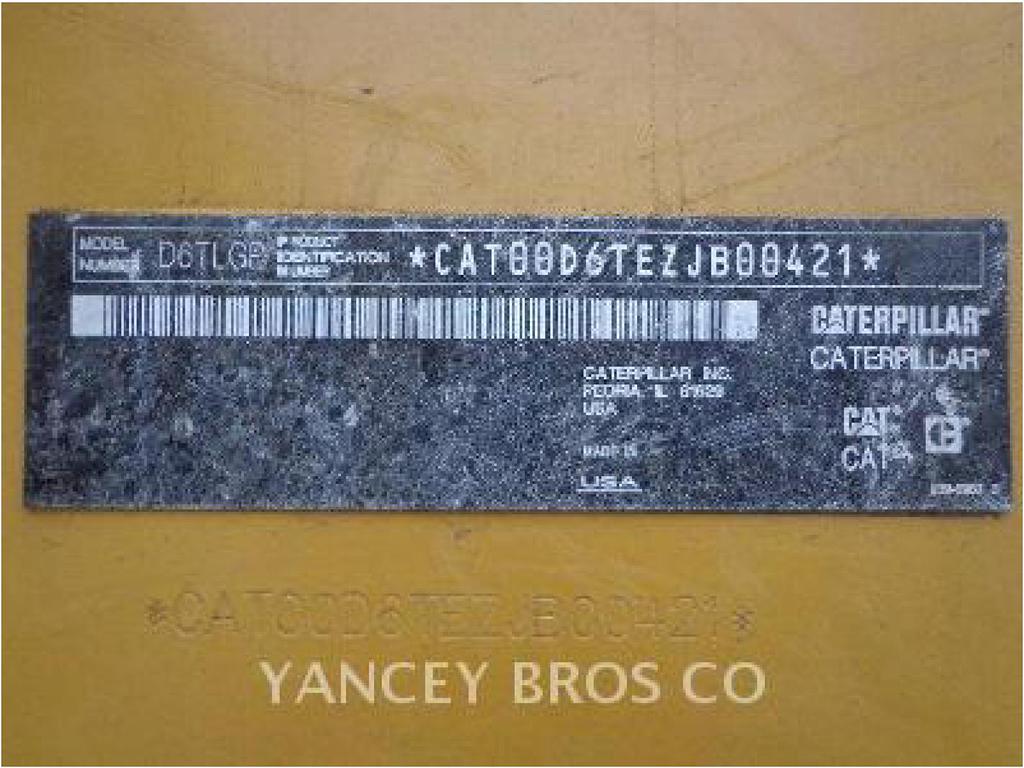 MODEL NUMBER D6TLGP PRODUCT IDENTIFICATION NUMBER *CAT00D6TEZJB00421*
CATERPILLAR
CATERPILLAR
CATERPILLAR INC.
PEORIA, IL 61629
USA
CAT
MADE IN
CAT
USA
*CAT00D6TEZJB00421*
YANCEY BROS CO